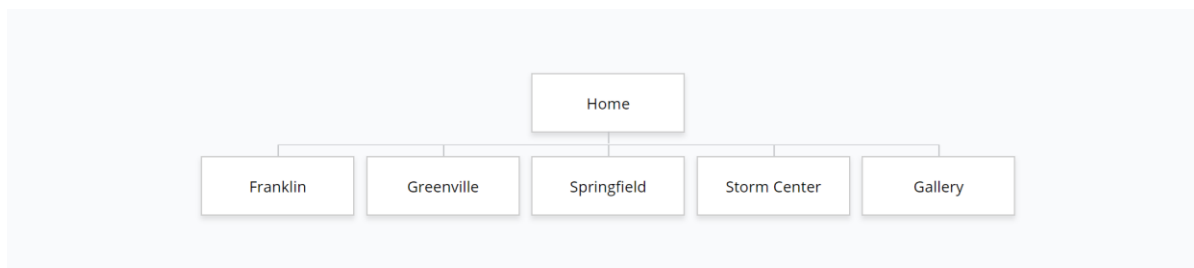 Home
Franklin
Greenville
Springfield
Storm Center
Gallery